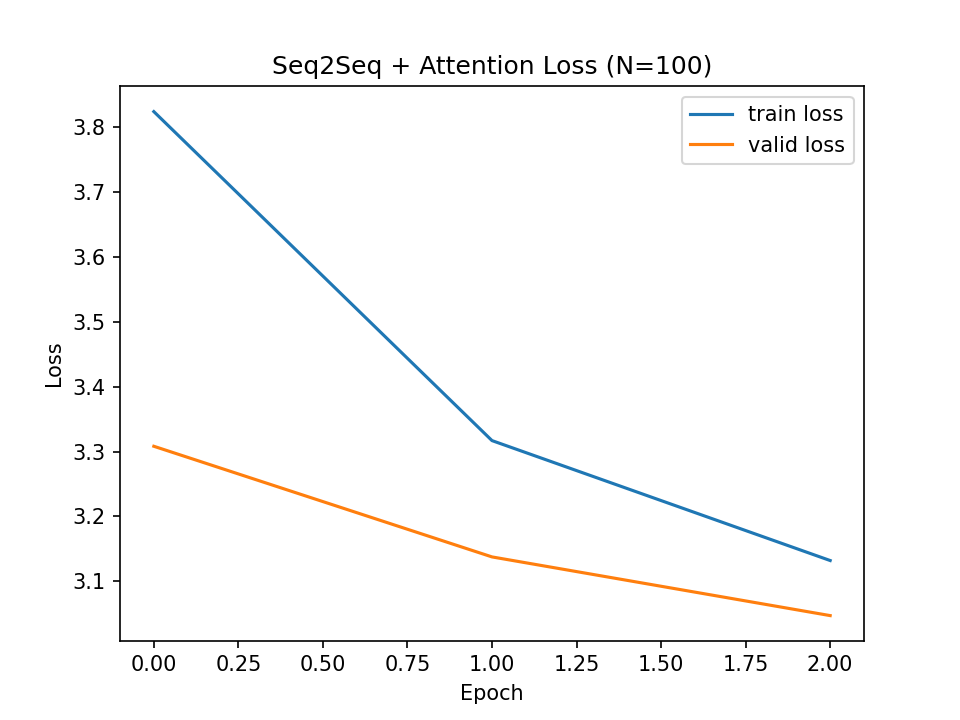 Seq2Seq + Attention Loss (N=100)
train loss
valid loss
3.8
3.7
3.6
3.5
3.4
3.3
3.2
3.1
Loss
0.00 0.25 0.50 0.75 1.00 1.25 1.50 1.75 2.00
Epoch